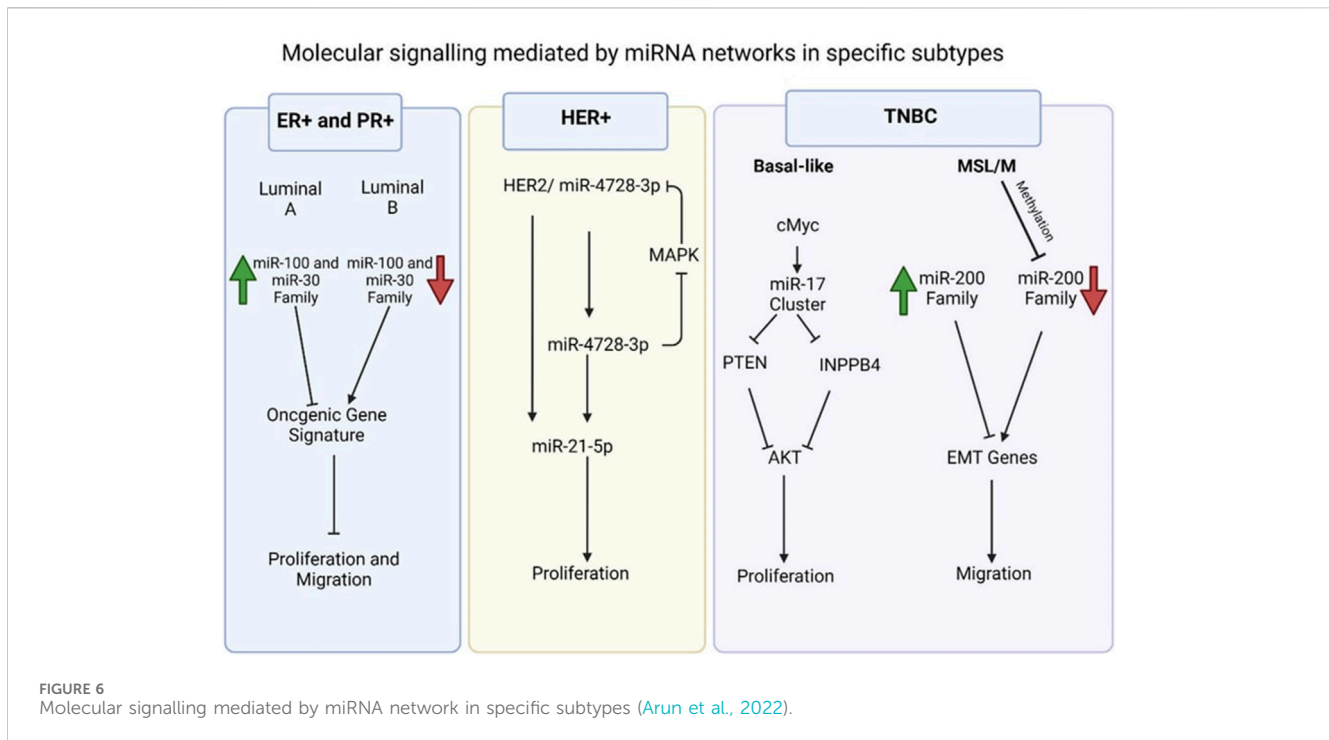 Molecular signalling mediated by miRNA networks in specific subtypes
ER+ and PR+
Luminal
A
Luminal
B
miR-100 and
miR-30
Family
miR-100 and
miR-30
Family
Oncgenic Gene
Signature
Proliferation and
Migration
HER+
HER2/ miR-4728-3p
MAPK
miR-4728-3p
miR-21-5p
Proliferation
TNBC
Basal-like
cMyc
miR-17
Cluster
PTEN
INPPB4
AKT
Proliferation
MSL/M
Methylation
miR-200
Family
miR-200
Family
EMT Genes
Migration
FIGURE 6
Molecular signalling mediated by miRNA network in specific subtypes (Arun et al., 2022).